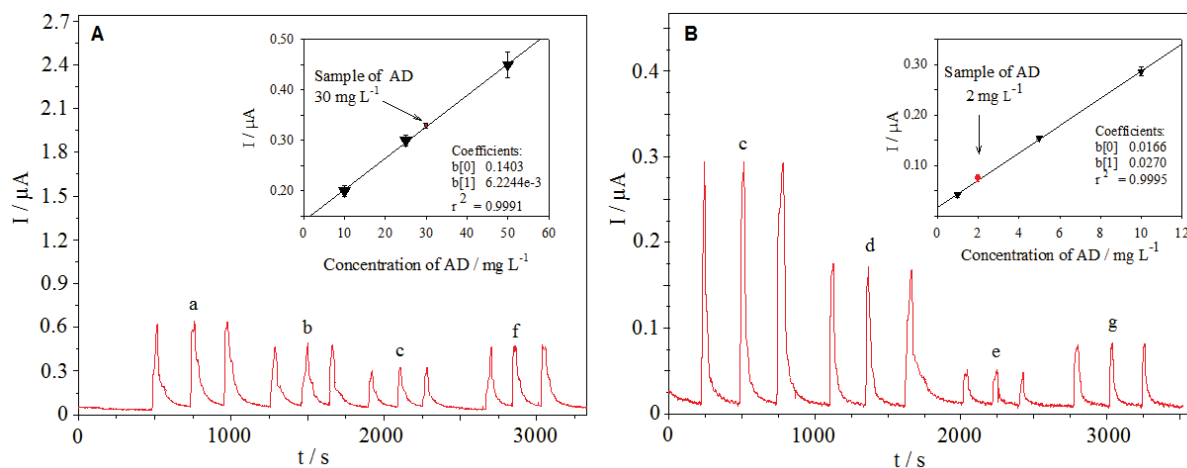 A
2.7
2.4
2.1
1.8
1.5
1.2
0.9
0.6
0.3
0
I / μA
0
1000
2000
3000
t / s
a
b
c
f
0.50
0.40
0.30
0.20
I / μA
0
10
20
30
40
50
60
Concentration of AD / mg L-1
Sample of AD
30 mg L-1
Coefficients:
b[0] 0.1403
b[1] 6.2244e-3
r 2 = 0.9991
B
0.4
0.3
0.2
0.1
0
I / μA
0
1000
2000
3000
t / s
c
d
e
g
0.30
0.20
0.10
I / μA
0
2
4
6
8
10
12
Concentration of AD / mg L-1
Sample of AD
2 mg L-1
Coefficients:
b[0] 0.0166
b[1] 0.0270
r 2 = 0.9995